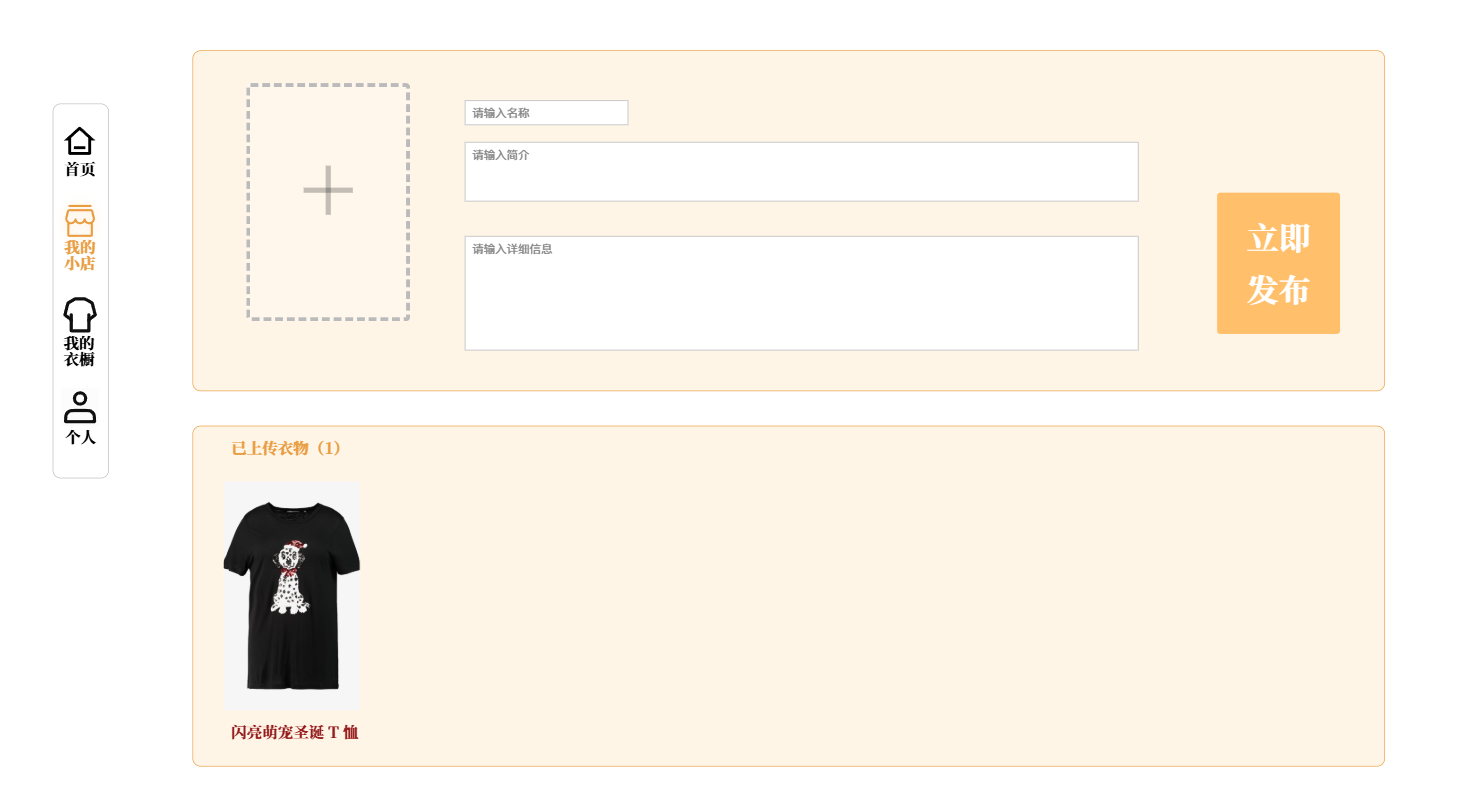 首页
我的
小店
我的
衣橱
个人
请输入名称
请输入简介
请输入详细信息
立即
发布
已上传衣物（1）
闪亮萌宠圣诞 T 恤